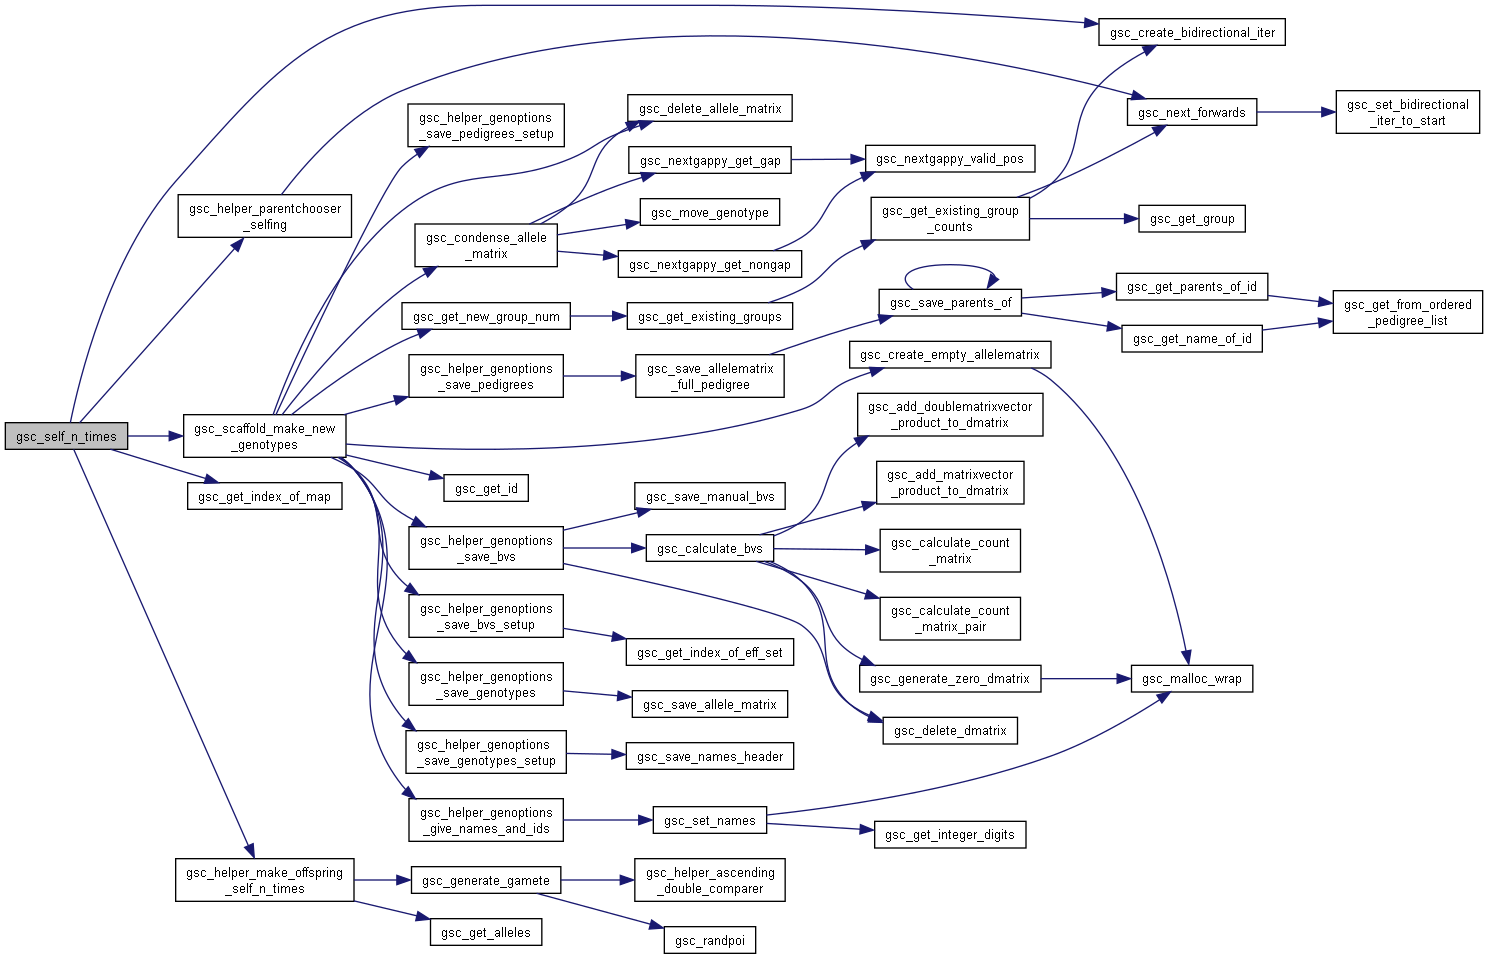 gsc_self_n_times
gsc_helper_parentchooser
_selfing
gsc_scaffold_make_new
_genotypes
gsc_get_index_of_map
gsc_helper_make_offspring
_self_n_times
gsc_helper_genoptions
_save_pedigrees_setup
gsc_condense_allele
_matrix
gsc_get_new_group_num
gsc_helper_genoptions
_save_pedigrees
gsc_get_id
gsc_helper_genoptions
_save_bvs
gsc_helper_genoptions
_save_bvs_setup
gsc_helper_genoptions
_save_genotypes
gsc_helper_genoptions
_save_genotypes_setup
gsc_helper_genoptions
_give_names_and_ids
gsc_generate_gamete
gsc_get_alleles
gsc_delete_allele_matrix
gsc_nextgappy_get_gap
gsc_move_genotype
gsc_nextgappy_get_nongap
gsc_get_existing_groups
gsc_save_allelematrix
_full_pedigree
gsc_save_manual_bvs
gsc_calculate_bvs
gsc_get_index_of_eff_set
gsc_save_allele_matrix
gsc_save_names_header
gsc_set_names
gsc_helper_ascending
_double_comparer
gsc_randpoi
gsc_nextgappy_valid_pos
gsc_get_existing_group
_counts
gsc_save_parents_of
gsc_create_empty_allelematrix
gsc_add_doublematrixvector
_product_to_dmatrix
gsc_add_matrixvector
_product_to_dmatrix
gsc_calculate_count
_matrix
gsc_calculate_count
_matrix_pair
gsc_generate_zero_dmatrix
gsc_delete_dmatrix
gsc_get_integer_digits
gsc_create_bidirectional_iter
gsc_next_forwards
gsc_get_group
gsc_get_parents_of_id
gsc_get_name_of_id
gsc_malloc_wrap
gsc_set_bidirectional
_iter_to_start
gsc_get_from_ordered
_pedigree_list